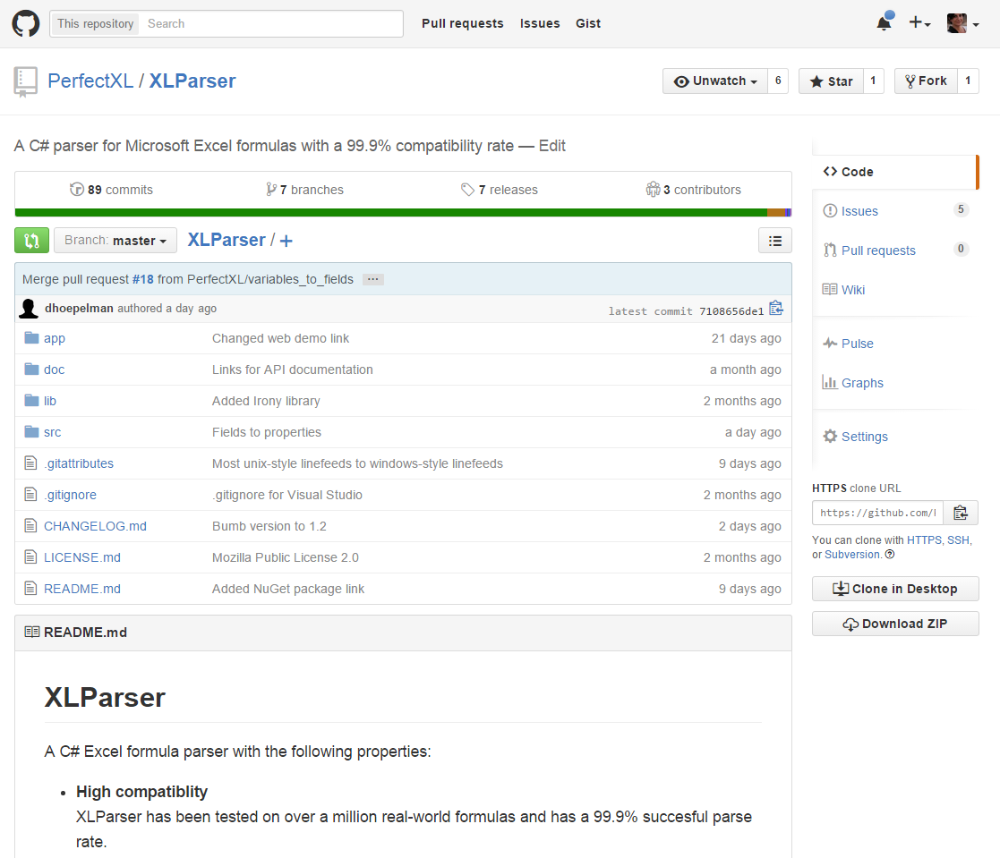 This repository Search Pull requests Issues Gist
PerfectXL / XLParser Unwatch 6 Star 1 Fork 1
A C# parser for Microsoft Excel formulas with a 99.9% compatibility rate — Edit
89 commits 7 branches 7 releases 3 contributors
Branch: master XLParser / +
Merge pull request #18 from PerfectXL/variables_to_fields ...
dhoepelman authored a day ago latest commit 7108656de1
app Changed web demo link 21 days ago
doc Links for API documentation a month ago
lib Added Irony library 2 months ago
src Fields to properties a day ago
.gitattributes Most unix-style linefeeds to windows-style linefeeds 9 days ago
.gitignore .gitignore for Visual Studio 2 months ago
CHANGELOG.md Bumb version to 1.2 2 days ago
LICENSE.md Mozilla Public License 2.0 2 months ago
README.md Added NuGet package link 9 days ago
README.md
XLParser
A C# Excel formula parser with the following properties:
• High compatiblity
XLParser has been tested on over a million real-world formulas and has a 99.9% succesful parse
rate.
Code
Issues 5
Pull requests 0
Wiki
Pulse
Graphs
Settings
HTTPS clone URL
https://github.com/
You can clone with HTTPS, SSH,
or Subversion.
Clone in Desktop
Download ZIP